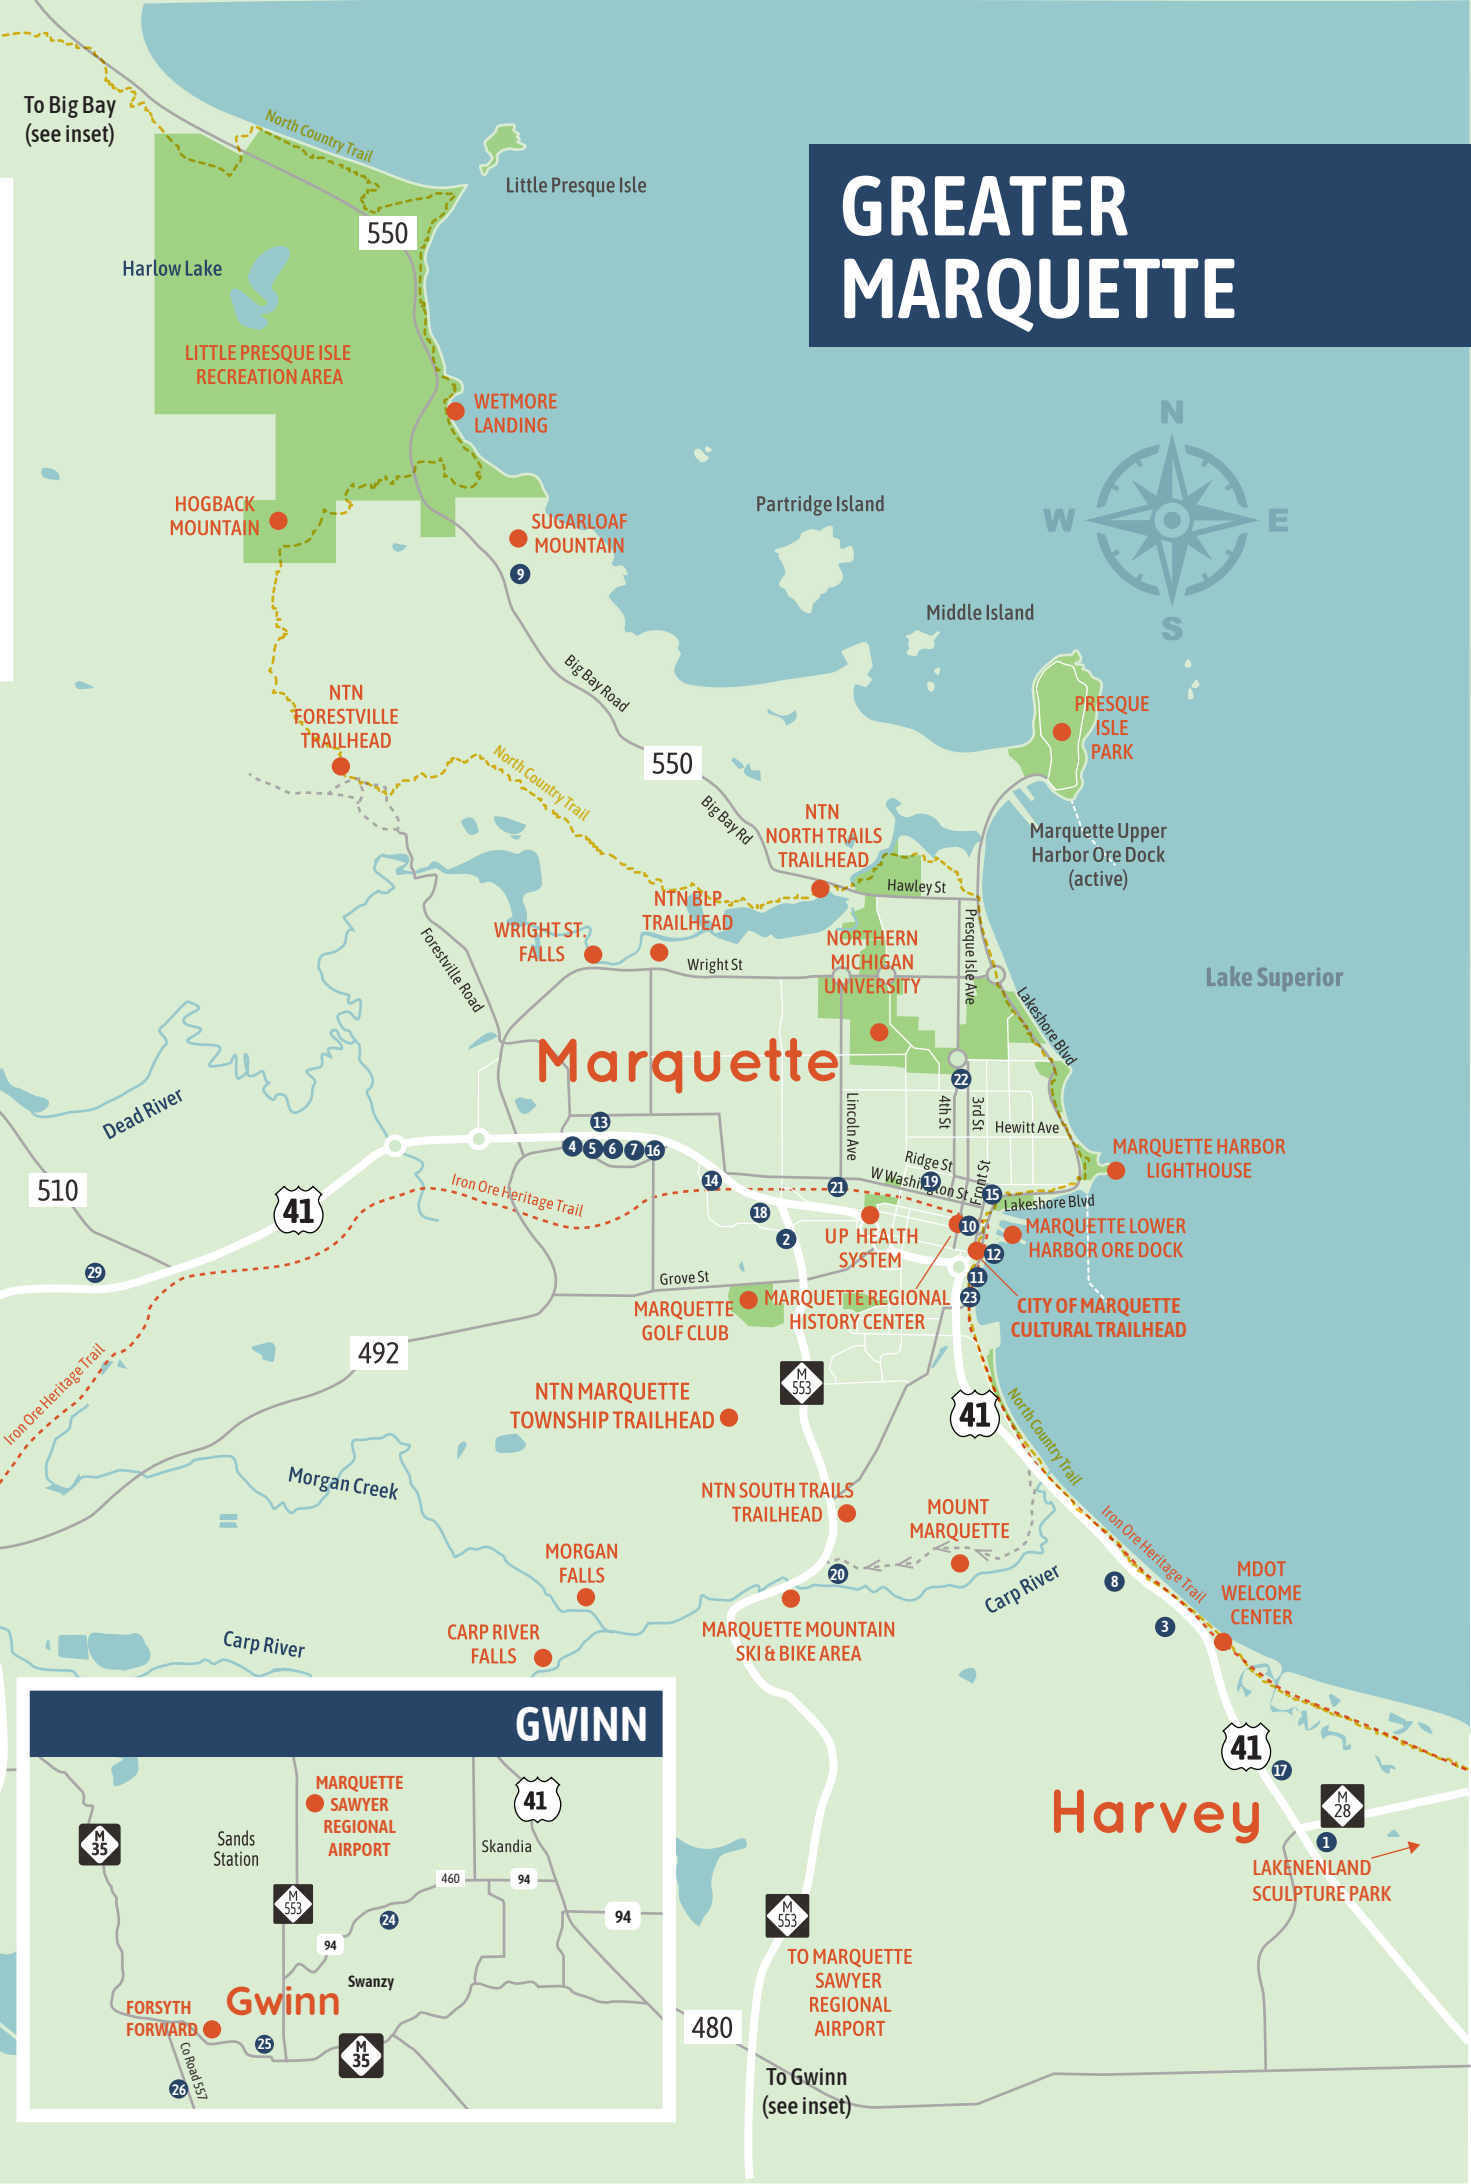 To Big Bay
(see inset)
North Country Trail
Little Presque Isle
GREATER
MARQUETTE
550
Harlow Lake
LITTLE PRESQUE ISLE
RECREATION AREA
WETMORE
LANDING
N
W
E
S
HOGBACK
MOUNTAIN
SUGARLOAF
MOUNTAIN
9
Partridge Island
Middle Island
Big Bay Road
NTN
FORESTVILLE
TRAILHEAD
PRESQUE
ISLE
PARK
North Country Trail
550
Big Bay Rd
NTN
NORTH TRAILS
TRAILHEAD
Marquette Upper
Harbor Ore Dock
(active)
Hawley St
NTN BLP
TRAILHEAD
WRIGHT ST.
FALLS
Forestville Road
Wright St
NORTHERN
MICHIGAN
UNIVERSITY
Presque Isle Ave
Lakeshore Blvd
Lake Superior
Marquette
22
Dead River
Lincoln Ave
4th St
3rd St
Hewitt Ave
13
4
5
6
7
16
Ridge St
W Washington St
Front St
MARQUETTE HARBOR
LIGHTHOUSE
510
41
Iron Ore Heritage Trail
14
21
19
15
Lakeshore Blvd
18
2
UP HEALTH
SYSTEM
10
MARQUETTE LOWER
HARBOR ORE DOCK
12
29
Grove St
11
23
MARQUETTE
GOLF CLUB
MARQUETTE REGIONAL
HISTORY CENTER
CITY OF MARQUETTE
CULTURAL TRAILHEAD
492
Iron Ore Heritage Trail
M
553
NTN MARQUETTE
TOWNSHIP TRAILHEAD
41
North Country Trail
Morgan Creek
NTN SOUTH TRAILS
TRAILHEAD
MOUNT
MARQUETTE
Iron Ore Heritage Trail
MORGAN
FALLS
20
Carp River
8
MDOT
WELCOME
CENTER
3
CARP RIVER
FALLS
Carp River
MARQUETTE MOUNTAIN
SKI & BIKE AREA
GWINN
41
17
Harvey
M
28
1
LAKENENLAND
SCULPTURE PARK
MARQUETTE
SAWYER
REGIONAL
AIRPORT
41
M
35
Sands
Station
Skandia
460
94
M
553
24
94
94
Swanzy
Gwinn
FORSYTH
FORWARD
25
M
35
Co Road 557
26
M
553
TO MARQUETTE
SAWYER
REGIONAL
AIRPORT
480
To Gwinn
(see inset)